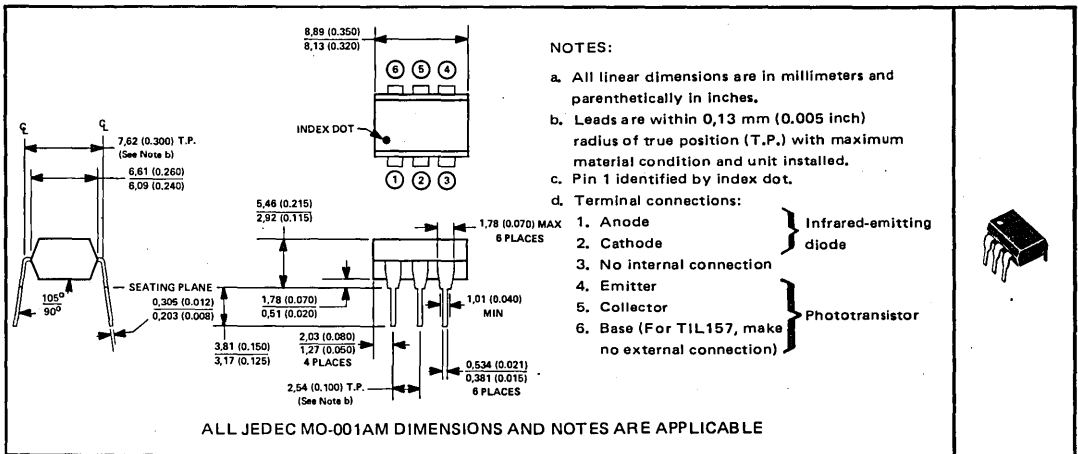 8,89 (0.350)
8,13 (0.320)
6 5 4
INDEX DOT
1 2 3
℄ ℄
7,62 (0.300) T.P.
(See Note b)
6,61 (0.260)
6,09 (0.240)
105°
90°
SEATING PLANE
0,305 (0.012)
0,203 (0.008)
5,46 (0.215)
2,92 (0.115)
1,78 (0.070) MAX
6 PLACES
1,78 (0.070)
0,51 (0.020)
1,01 (0.040)
MIN
3,81 (0.150)
3,17 (0.125)
2,03 (0.080)
1,27 (0.050)
4 PLACES
2,54 (0.100) T.P.
(See Note b)
0,534 (0.021)
0,381 (0.015)
6 PLACES
NOTES:
a. All linear dimensions are in millimeters and
parenthetically in inches.
b. Leads are within 0,13 mm (0.005 inch)
radius of true position (T.P.) with maximum
material condition and unit installed.
c. Pin 1 identified by index dot.
d. Terminal connections:
1. Anode
2. Cathode
Infrared-emitting
diode
3. No internal connection
4. Emitter
5. Collector
6. Base (For TIL157, make
no external connection)
Phototransistor
ALL JEDEC MO-001AM DIMENSIONS AND NOTES ARE APPLICABLE